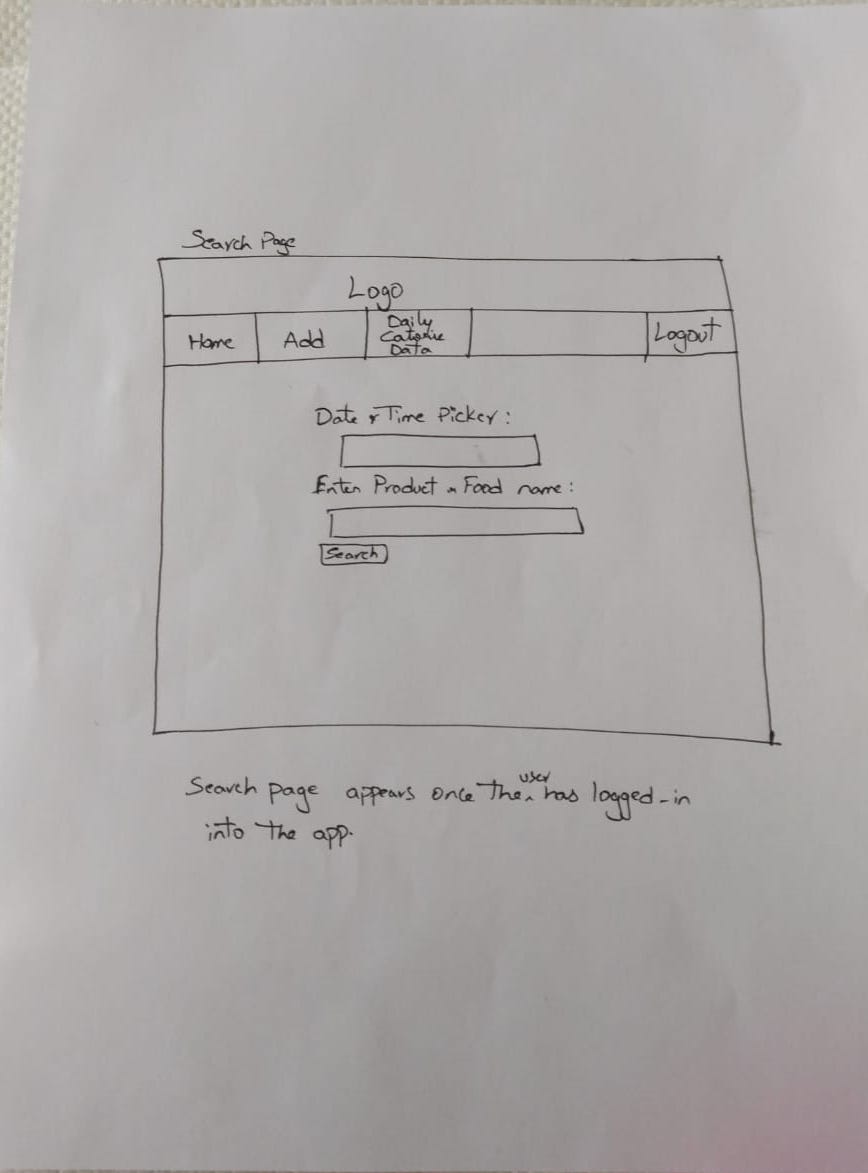 Search Page
Logo
Home
Add
Daily
Calorie
Data
Logout
Date & Time Picker :
Enter Product or Food name :
Search
Search page appears once the user has logged-in
into the app.